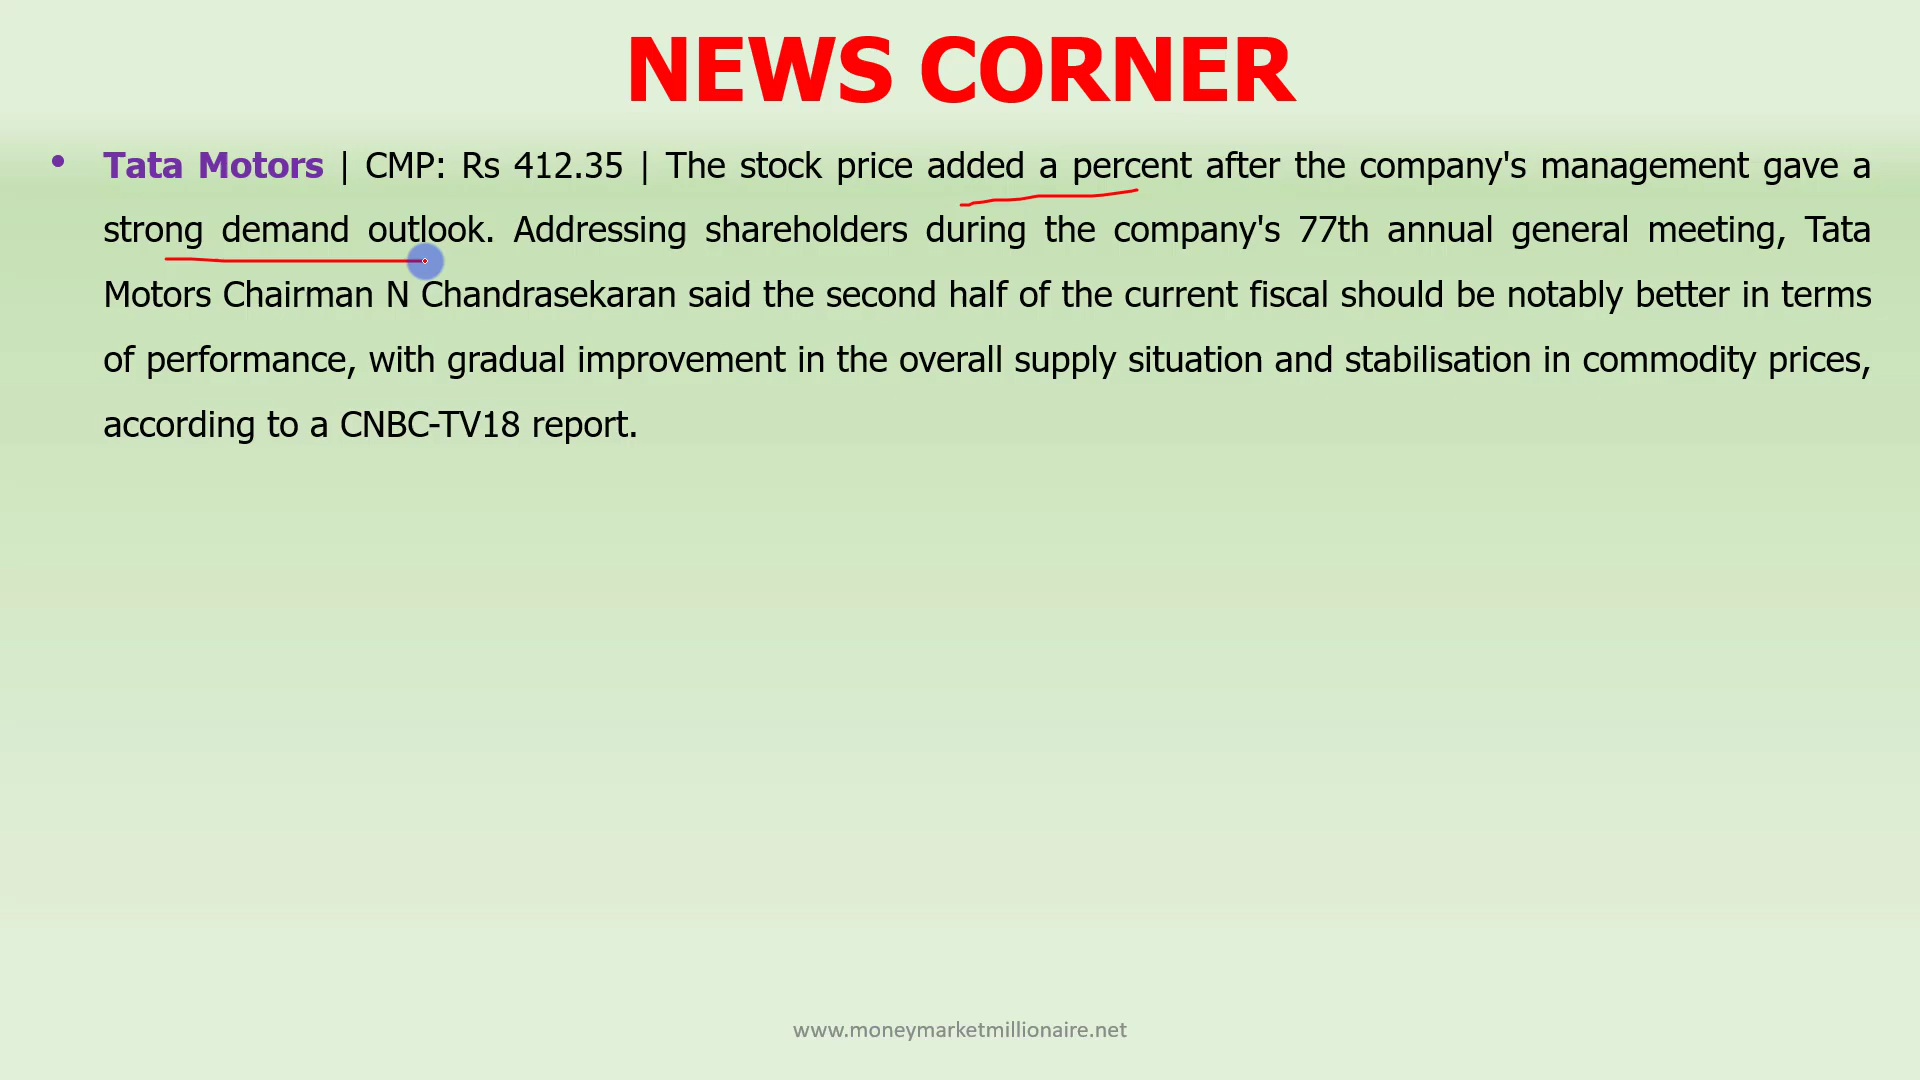 NEWS CORNER
• Tata Motors | CMP: Rs 412.35 | The stock price added a percent after the company's management gave a
strong demand outlook. Addressing shareholders during the company's 77th annual general meeting, Tata
Motors Chairman N Chandrasekaran said the second half of the current fiscal should be notably better in terms
of performance, with gradual improvement in the overall supply situation and stabilisation in commodity prices,
according to a CNBC-TV18 report.
www.moneymarketmillionaire.net